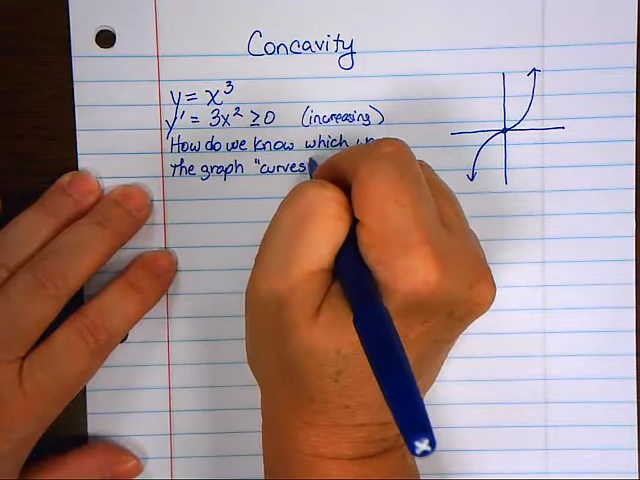 Concavity
y = x³
y' = 3x² ≥ 0 (increasing)
How do we know which
the graph "curves